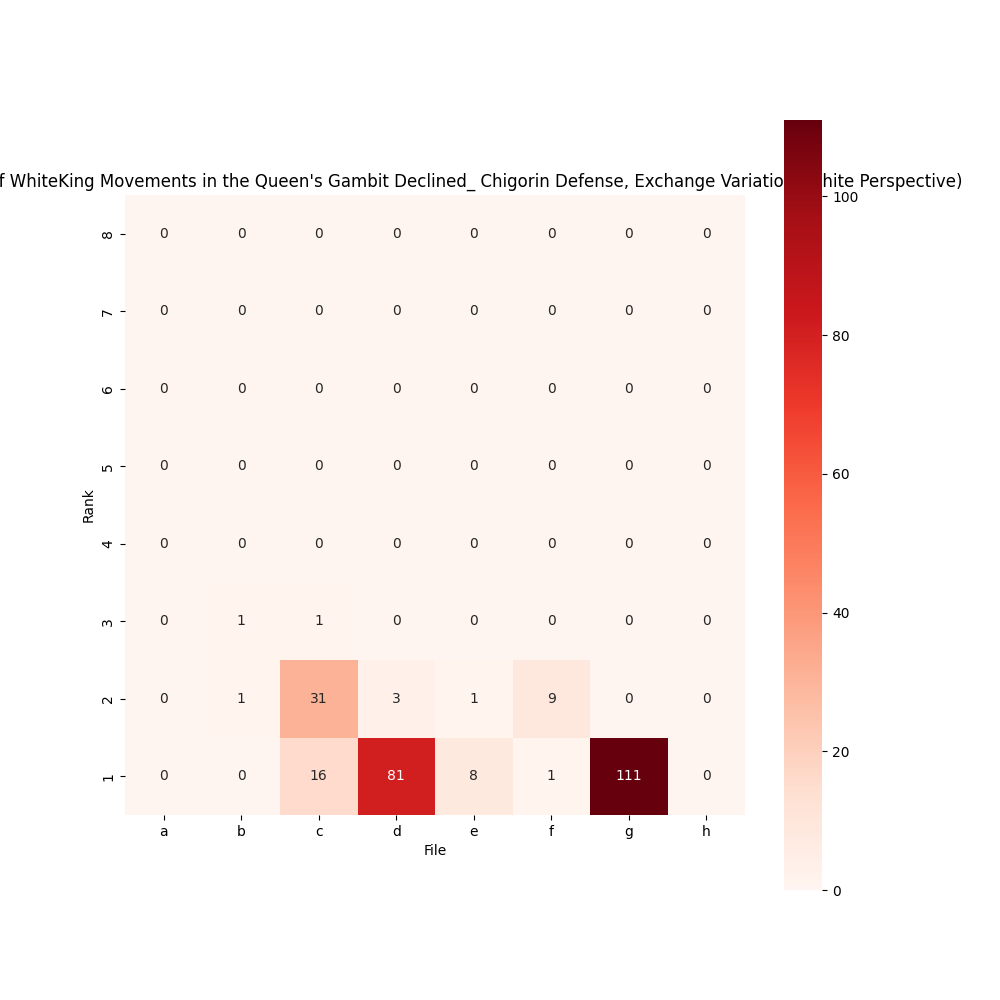 WhiteKing Movements in the Queen's Gambit Declined_ Chigorin Defense, Exchange Perspective)
100
8 0 0 0 0 0 0 0 0
7 0 0 0 0 0 0 0 0
80
6 0 0 0 0 0 0 0 0
5 0 0 0 0 0 0 0 0
60
Rank
4 0 0 0 0 0 0 0 0
40
3 0 1 1 0 0 0 0 0
2 0 1 31 3 1 9 0 0
20
1 0 0 16 81 8 1 111 0
a b c d e f g h
File
0